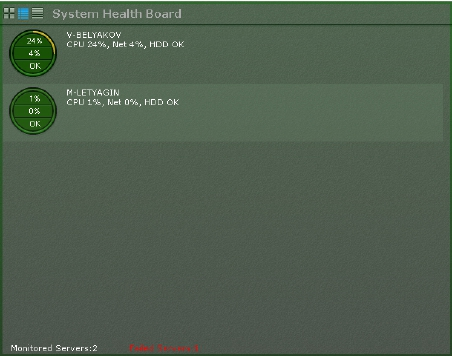 System Health Board
24%
4%
OK
V-BELYAKOV
CPU 24%, Net 4%, HDD OK
1%
0%
OK
M-LETYAGIN
CPU 1%, Net 0%, HDD OK
Monitored Servers:2